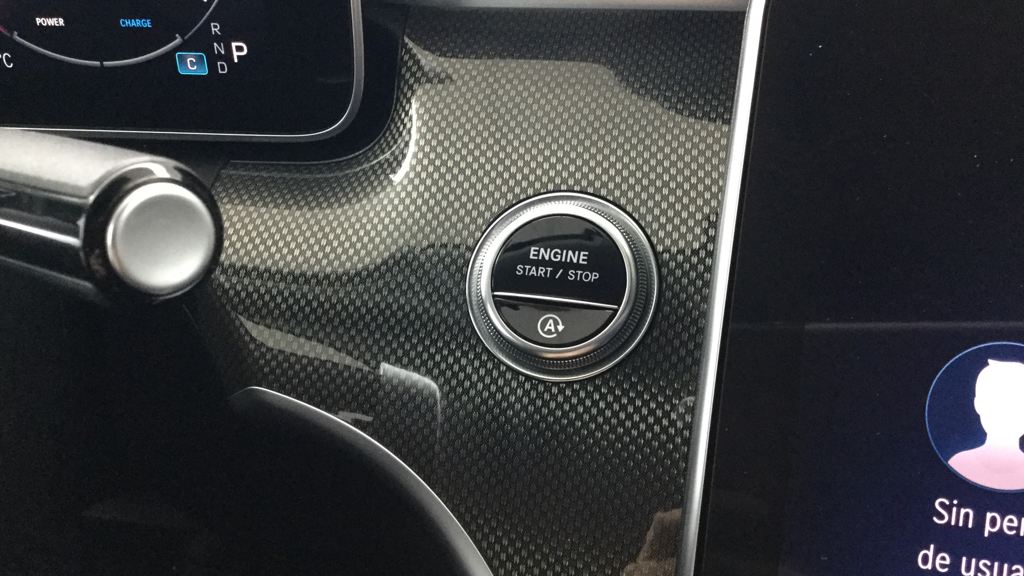 POWER
CHARGE
R
N
D
P
C
°C
ENGINE
START / STOP
A
Sin per
de usua